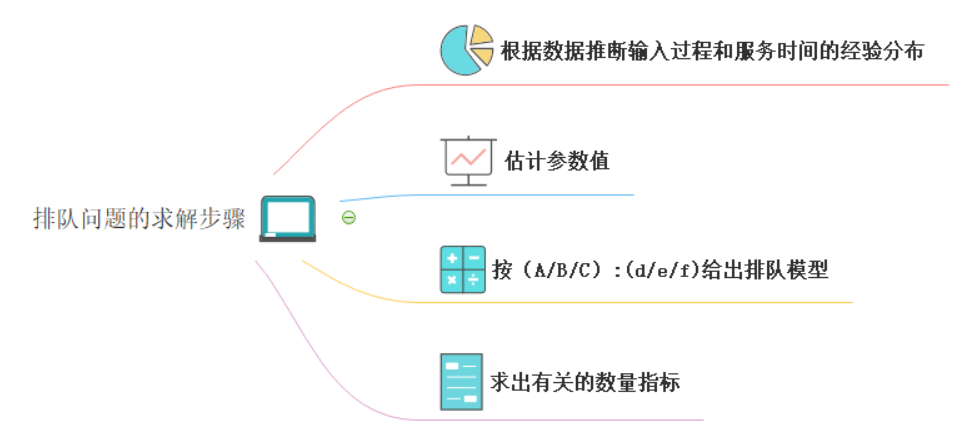 根据数据推断输入过程和服务时间的经验分布
估计参数值
排队问题的求解步骤
按（A/B/C）:(d/e/f)给出排队模型
求出有关的数量指标